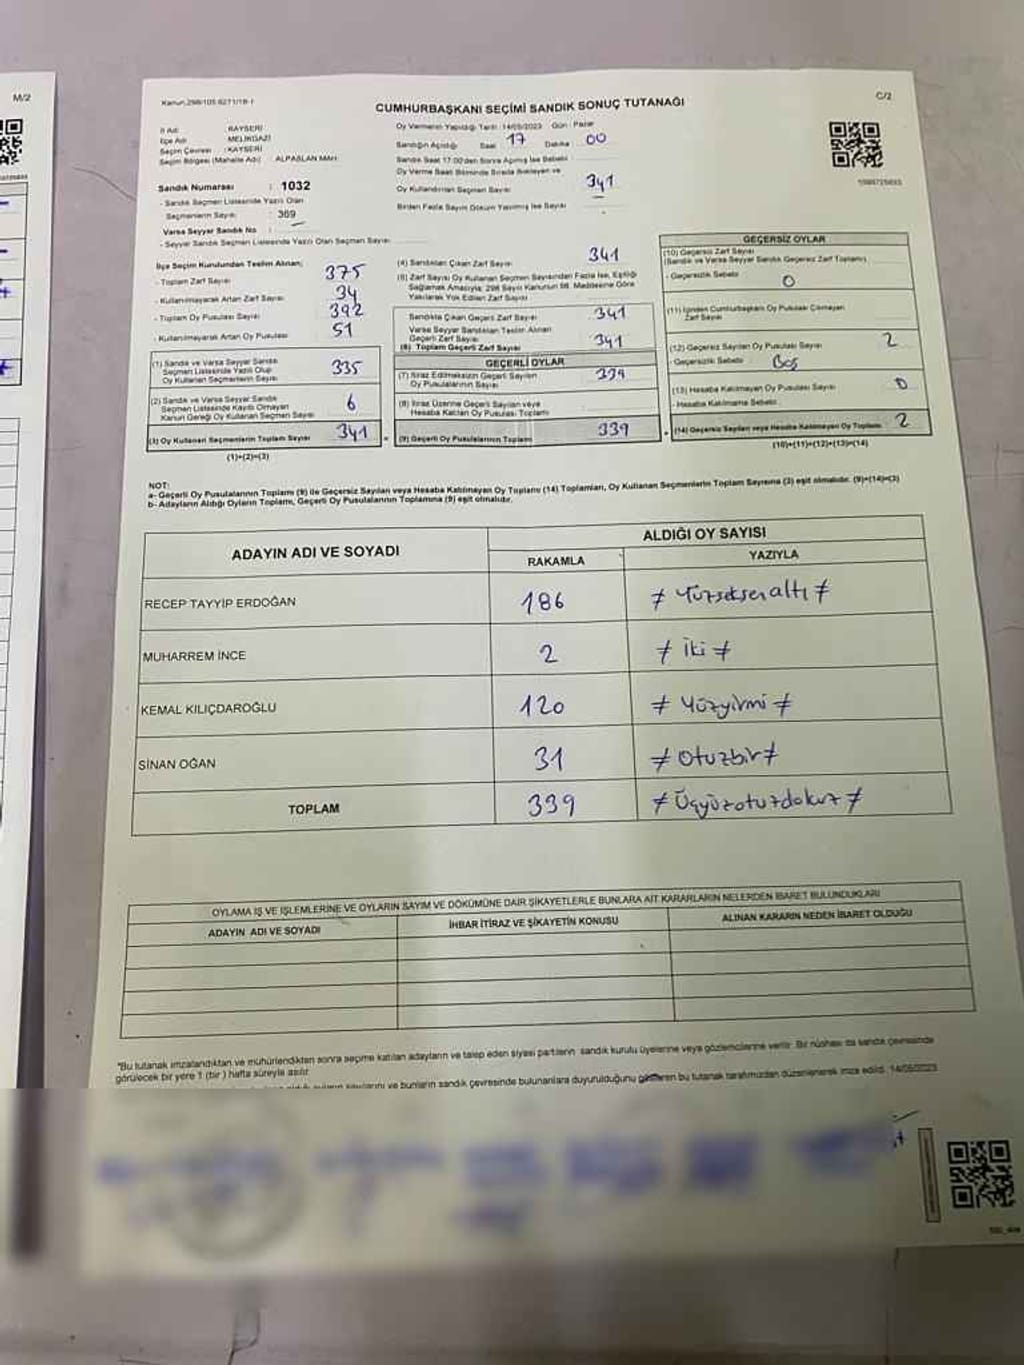 M/2
C/2
Kanun:298/105 6271/18-1
CUMHURBAŞKANI SEÇİMİ SANDIK SONUÇ TUTANAĞI
İl Adı : KAYSERİ
İlçe Adı : MELİKGAZİ
Seçim Çevresi : KAYSERİ
Seçim Bölgesi (Mahalle Adı) : ALPASLAN MAH.
Sandık Numarası : 1032
- Sandık Seçmen Listesinde Yazılı Olan
Seçmenlerin Sayısı : 369
Varsa Seyyar Sandık No :
- Seyyar Sandık Seçmen Listesinde Yazılı Olan Seçmen Sayısı
Oy Vermenin Yapıldığı Tarih :14/05/2023 Gün : Pazar
Sandığın Açıldığı Saat 17 Dakika 00
Sandık Saat 17:00'den Sonra Açılmış İse Sebebi
Oy Verme Saati Bitiminde Sırada Bekleyen ve
Oy Kullandırılan Seçmen Sayısı 341
Birden Fazla Sayım Döküm Yapılmış İse Sayısı
İlçe Seçim Kurulundan Teslim Alınan;
- Toplam Zarf Sayısı 375
- Kullanılmayarak Artan Zarf Sayısı 34
- Toplam Oy Pusulası Sayısı 392
- Kullanılmayarak Artan Oy Pusulası 51
(1) Sandık ve Varsa Seyyar Sandık
Seçmen Listesinde Yazılı Olup
Oy Kullanan Seçmenlerin Sayısı 335
(2) Sandık ve Varsa Seyyar Sandık
Seçmen Listesinde Kayıtlı Olmayan
Kanun Gereği Oy Kullanan Seçmen Sayısı 6
(3) Oy Kullanan Seçmenlerin Toplam Sayısı 341
(1)+(2)=(3)
(4) Sandıktan Çıkan Zarf Sayısı 341
(5) Zarf Sayısı Oy Kullanan Seçmen Sayısından Fazla İse, Eşitliği
Sağlamak Amacıyla; 298 Sayılı Kanunun 98. Maddesine Göre
Yakılarak Yok Edilen Zarf Sayısı
Sandıkta Çıkan Geçerli Zarf Sayısı 341
Varsa Seyyar Sandıktan Teslim Alınan
Geçerli Zarf Sayısı
(6) Toplam Geçerli Zarf Sayısı 341
GEÇERLİ OYLAR
(7) İtiraz Edilmeksizin Geçerli Sayılan
Oy Pusulalarının Sayısı 339
(8) İtiraz Üzerine Geçerli Sayılan veya
Hesaba Katılan Oy Pusulası Toplamı
(9) Geçerli Oy Pusulalarının Toplamı 339
GEÇERSİZ OYLAR
(10) Geçersiz Zarf Sayısı
(Sandık ve Varsa Seyyar Sandık Geçersiz Zarf Toplamı)
- Geçersizlik Sebebi 0
(11) İçinden Cumhurbaşkanı Oy Pusulası Çıkmayan
Zarf Sayısı
(12) Geçersiz Sayılan Oy Pusulası Sayısı 2
- Geçersizlik Sebebi Boş
(13) Hesaba Katılmayan Oy Pusulası Sayısı 0
- Hesaba Katılmama Sebebi
(14) Geçersiz Sayılan veya Hesaba Katılmayan Oy Toplamı 2
(10)+(11)+(12)+(13)=(14)
NOT:
a- Geçerli Oy Pusulalarının Toplamı (9) ile Geçersiz Sayılan veya Hesaba Katılmayan Oy Toplamı (14) Toplamları, Oy Kullanan Seçmenlerin Toplam Sayısına (3) eşit olmalıdır. (9)+(14)=(3)
b- Adayların Aldığı Oyların Toplamı, Geçerli Oy Pusulalarının Toplamına (9) eşit olmalıdır.
ADAYIN ADI VE SOYADI
ALDIĞI OY SAYISI
RAKAMLA YAZIYLA
RECEP TAYYİP ERDOĞAN 186 ≠ Yüzseksenaltı ≠
MUHARREM İNCE 2 ≠ İki ≠
KEMAL KILIÇDAROĞLU 120 ≠ Yüzyirmi ≠
SİNAN OĞAN 31 ≠ Otuzbir ≠
TOPLAM 339 ≠ Üçyüzotuzdokuz ≠
OYLAMA İŞ VE İŞLEMLERİNE VE OYLARIN SAYIM VE DÖKÜMÜNE DAİR ŞİKAYETLERLE BUNLARA AİT KARARLARIN NELERDEN İBARET BULUNDUKLARI
ADAYIN ADI VE SOYADI İHBAR İTİRAZ VE ŞİKAYETİN KONUSU ALINAN KARARIN NEDEN İBARET OLDUĞU
"Bu tutanak imzalandıktan ve mühürlendikten sonra seçime katılan adayların ve talep eden siyasi partilerin sandık kurulu üyelerine veya gözlemcilerine verilir. Bir nüshası da sandık çevresinde
görülecek bir yere 1 (bir) hafta süreyle asılır.
sayılarını ve bunların sandık çevresinde bulunanlara duyurulduğunu gösteren bu tutanak tarafımızdan düzenlenerek imza edildi. 14/05/2023